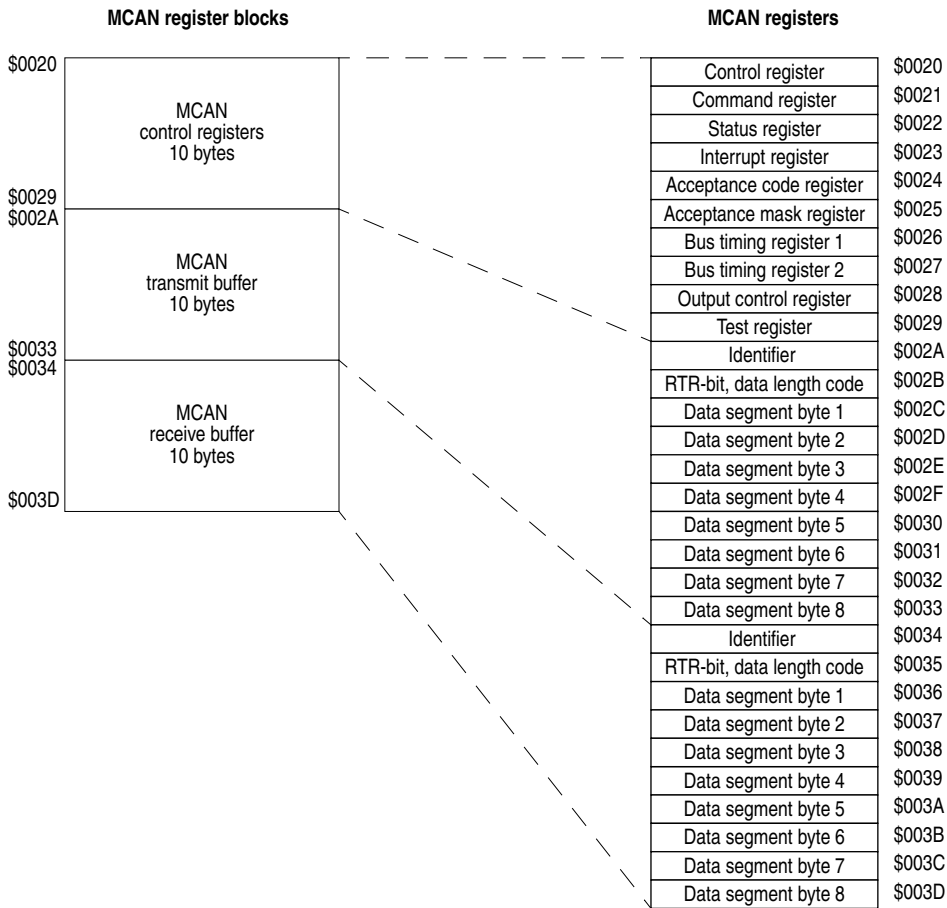 MCAN register blocks
$0020
MCAN
control registers
10 bytes
$0029
$002A
MCAN
transmit buffer
10 bytes
$0033
$0034
MCAN
receive buffer
10 bytes
$003D
MCAN registers
Control register $0020
Command register $0021
Status register $0022
Interrupt register $0023
Acceptance code register $0024
Acceptance mask register $0025
Bus timing register 1 $0026
Bus timing register 2 $0027
Output control register $0028
Test register $0029
Identifier $002A
RTR-bit, data length code $002B
Data segment byte 1 $002C
Data segment byte 2 $002D
Data segment byte 3 $002E
Data segment byte 4 $002F
Data segment byte 5 $0030
Data segment byte 6 $0031
Data segment byte 7 $0032
Data segment byte 8 $0033
Identifier $0034
RTR-bit, data length code $0035
Data segment byte 1 $0036
Data segment byte 2 $0037
Data segment byte 3 $0038
Data segment byte 4 $0039
Data segment byte 5 $003A
Data segment byte 6 $003B
Data segment byte 7 $003C
Data segment byte 8 $003D